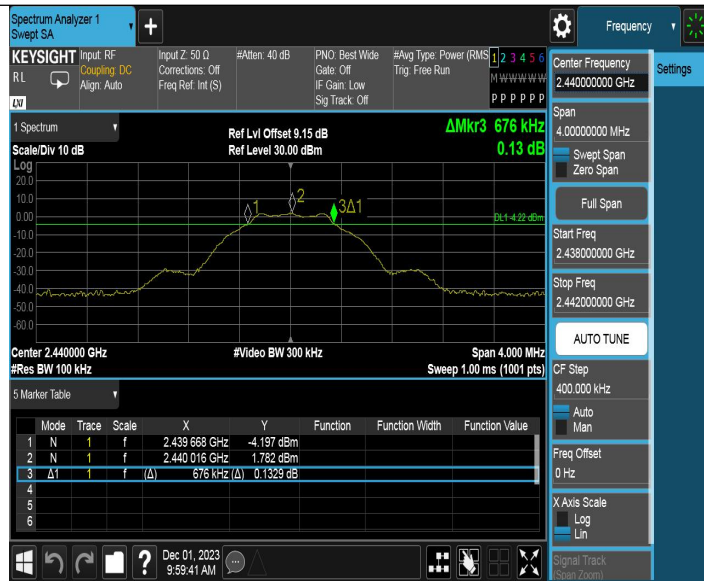 Spectrum Analyzer 1
Swept SA
+
Frequency
KEYSIGHT
RL
LXI
Input: RF
Coupling: DC
Align: Auto
Input Z: 50 Ω
Corrections: Off
Freq Ref: Int (S)
#Atten: 40 dB
PNO: Best Wide
Gate: Off
IF Gain: Low
Sig Track: Off
#Avg Type: Power (RMS
Trig: Free Run
1 2 3 4 5 6
M W W W W W
P P P P P P
1 Spectrum
Scale/Div 10 dB
Ref Lvl Offset 9.15 dB
Ref Level 30.00 dBm
ΔMkr3 676 kHz
0.13 dB
Log
20.0
10.0
0.00
-10.0
-20.0
-30.0
-40.0
-50.0
-60.0
1
2
3Δ1
DL1 -4.22 dBm
Center 2.440000 GHz
#Video BW 300 kHz
Span 4.000 MHz
#Res BW 100 kHz
Sweep 1.00 ms (1001 pts)
5 Marker Table
Mode Trace Scale X Y Function Function Width Function Value
1 N 1 f 2.439 668 GHz -4.197 dBm
2 N 1 f 2.440 016 GHz 1.782 dBm
3 Δ1 1 f (Δ) 676 kHz (Δ) 0.1329 dB
4
5
6
?
Dec 01, 2023
9:59:41 AM
Center Frequency
2.440000000 GHz
Settings
Span
4.00000000 MHz
Swept Span
Zero Span
Full Span
Start Freq
2.438000000 GHz
Stop Freq
2.442000000 GHz
AUTO TUNE
CF Step
400.000 kHz
Auto
Man
Freq Offset
0 Hz
X Axis Scale
Log
Lin
Signal Track
(Span Zoom)